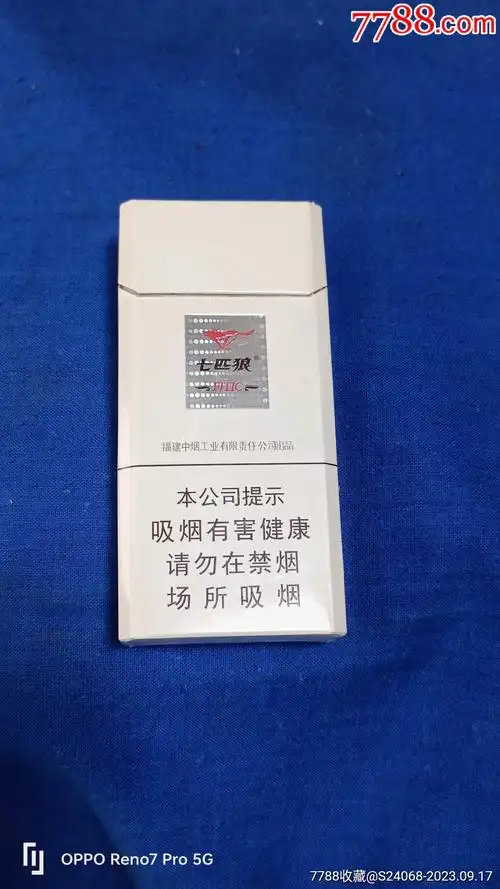 7788.com
七匹狼®
FJTIC
福建中烟工业有限责任公司出品
本公司提示
吸烟有害健康
请勿在禁烟
场所吸烟
OPPO Reno7 Pro 5G
7788收藏@S24068-2023.09.17